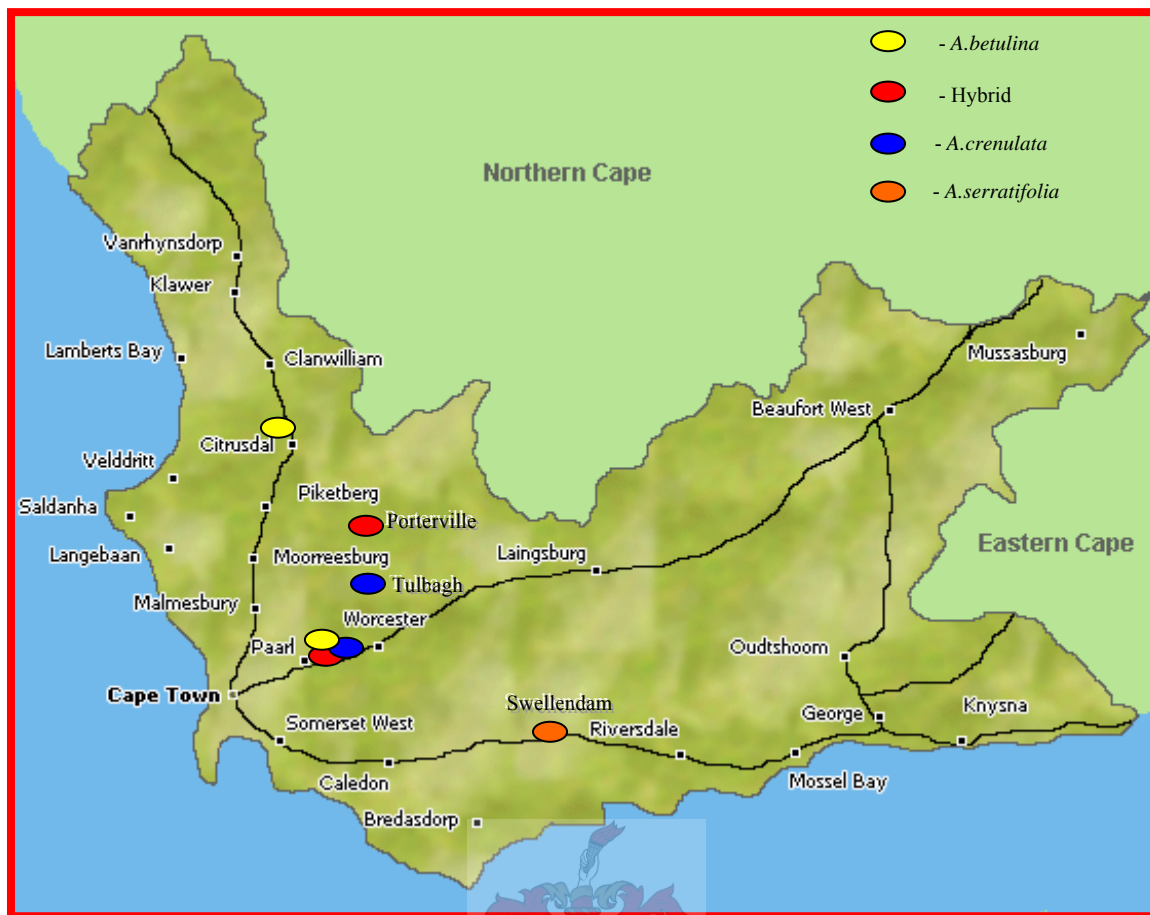 - A.betulina
- Hybrid
- A.crenulata
- A.serratifolia
Northern Cape
Vanrhynsdorp
Klawer
Lamberts Bay
Clanwilliam
Mussasburg
Beaufort West
Citrusdal
Velddritt
Piketberg
Saldanha
Porterville
Langebaan
Moorreesburg
Laingsburg
Eastern Cape
Tulbagh
Malmesbury
Worcester
Paarl
Oudtshoom
Cape Town
Swellendam
Somerset West
Riversdale
George
Knysna
Caledon
Mossel Bay
Bredasdorp